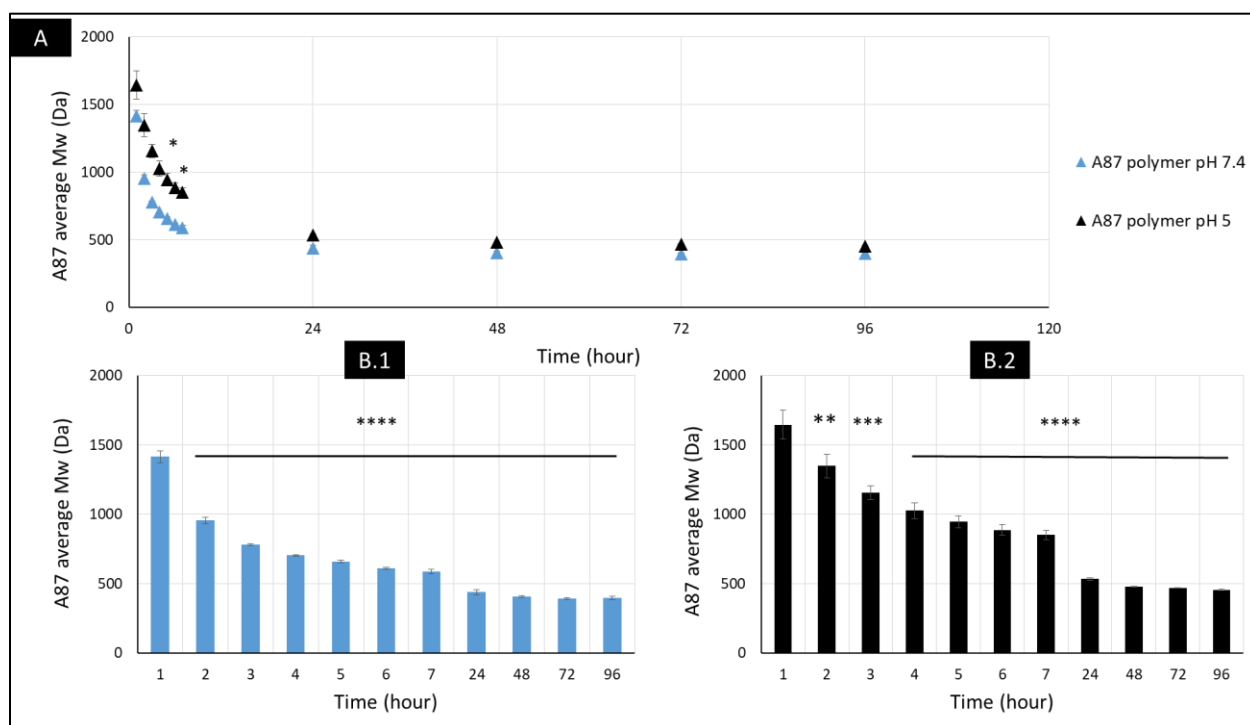 A
A87 average Mw (Da)
2000
1500
1000
500
0
*
*
0
24
48
72
96
120
Time (hour)
A87 polymer pH 7.4
A87 polymer pH 5
B.1
A87 average Mw (Da)
2000
1500
1000
500
0
****
1 2 3 4 5 6 7 24 48 72 96
Time (hour)
B.2
A87 average Mw (Da)
2000
1500
1000
500
0
** *** ****
1 2 3 4 5 6 7 24 48 72 96
Time (hour)